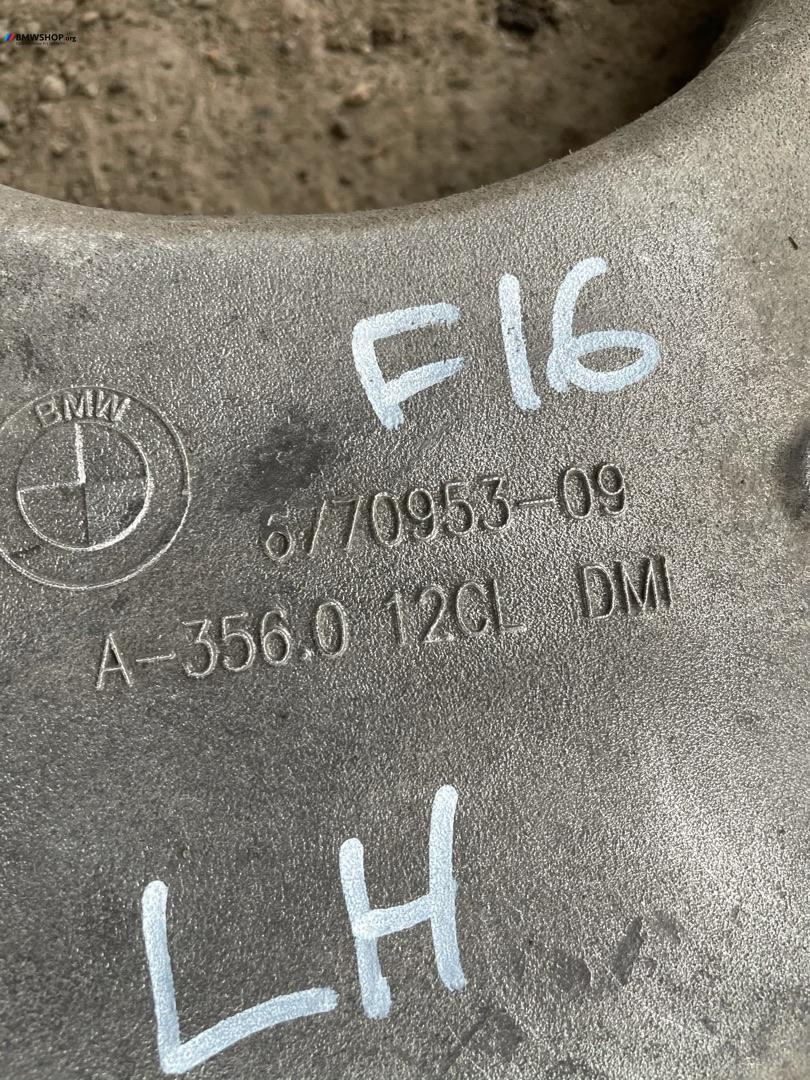 BMWSHOP.org
F16
BMW
6770953-09
A-356.0 12CL DMI
LH